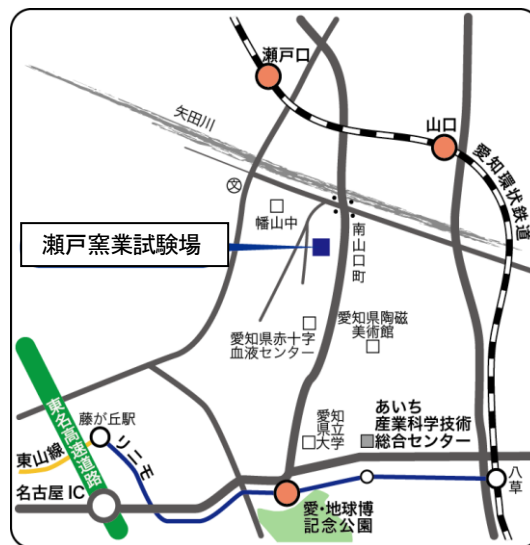 瀬戸口
山口
矢田川
愛知環状鉄道
文
幡山中
瀬戸窯業試験場
南山口町
愛知県赤十字
血液センター
愛知県陶磁
美術館
東名高速道路
藤が丘駅
リニモ
東山線
名古屋 IC
愛知県立
大学
あいち
産業科学技術
総合センター
八草
愛・地球博
記念公園